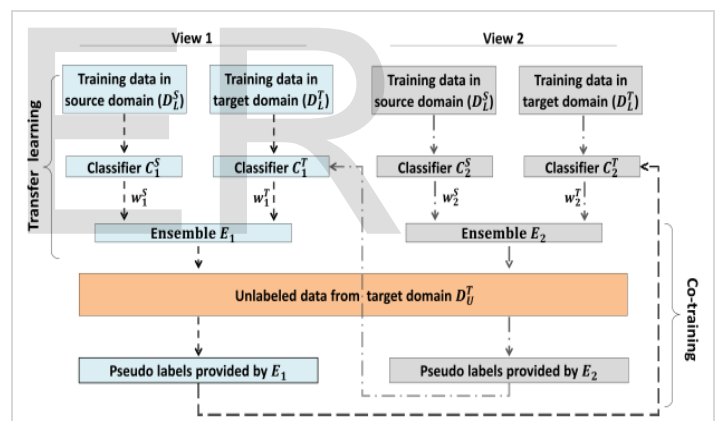 View 1
View 2
Training data in
source domain (D_L^S)
Training data in
target domain (D_L^T)
Training data in
source domain (D_L^S)
Training data in
target domain (D_L^T)
Transfer learning
Classifier C_1^S
Classifier C_1^T
Classifier C_2^S
Classifier C_2^T
w_1^S
w_1^T
w_2^S
w_2^T
Ensemble E_1
Ensemble E_2
Unlabeled data from target domain D_U^T
Co-training
Pseudo labels provided by E_1
Pseudo labels provided by E_2
ER